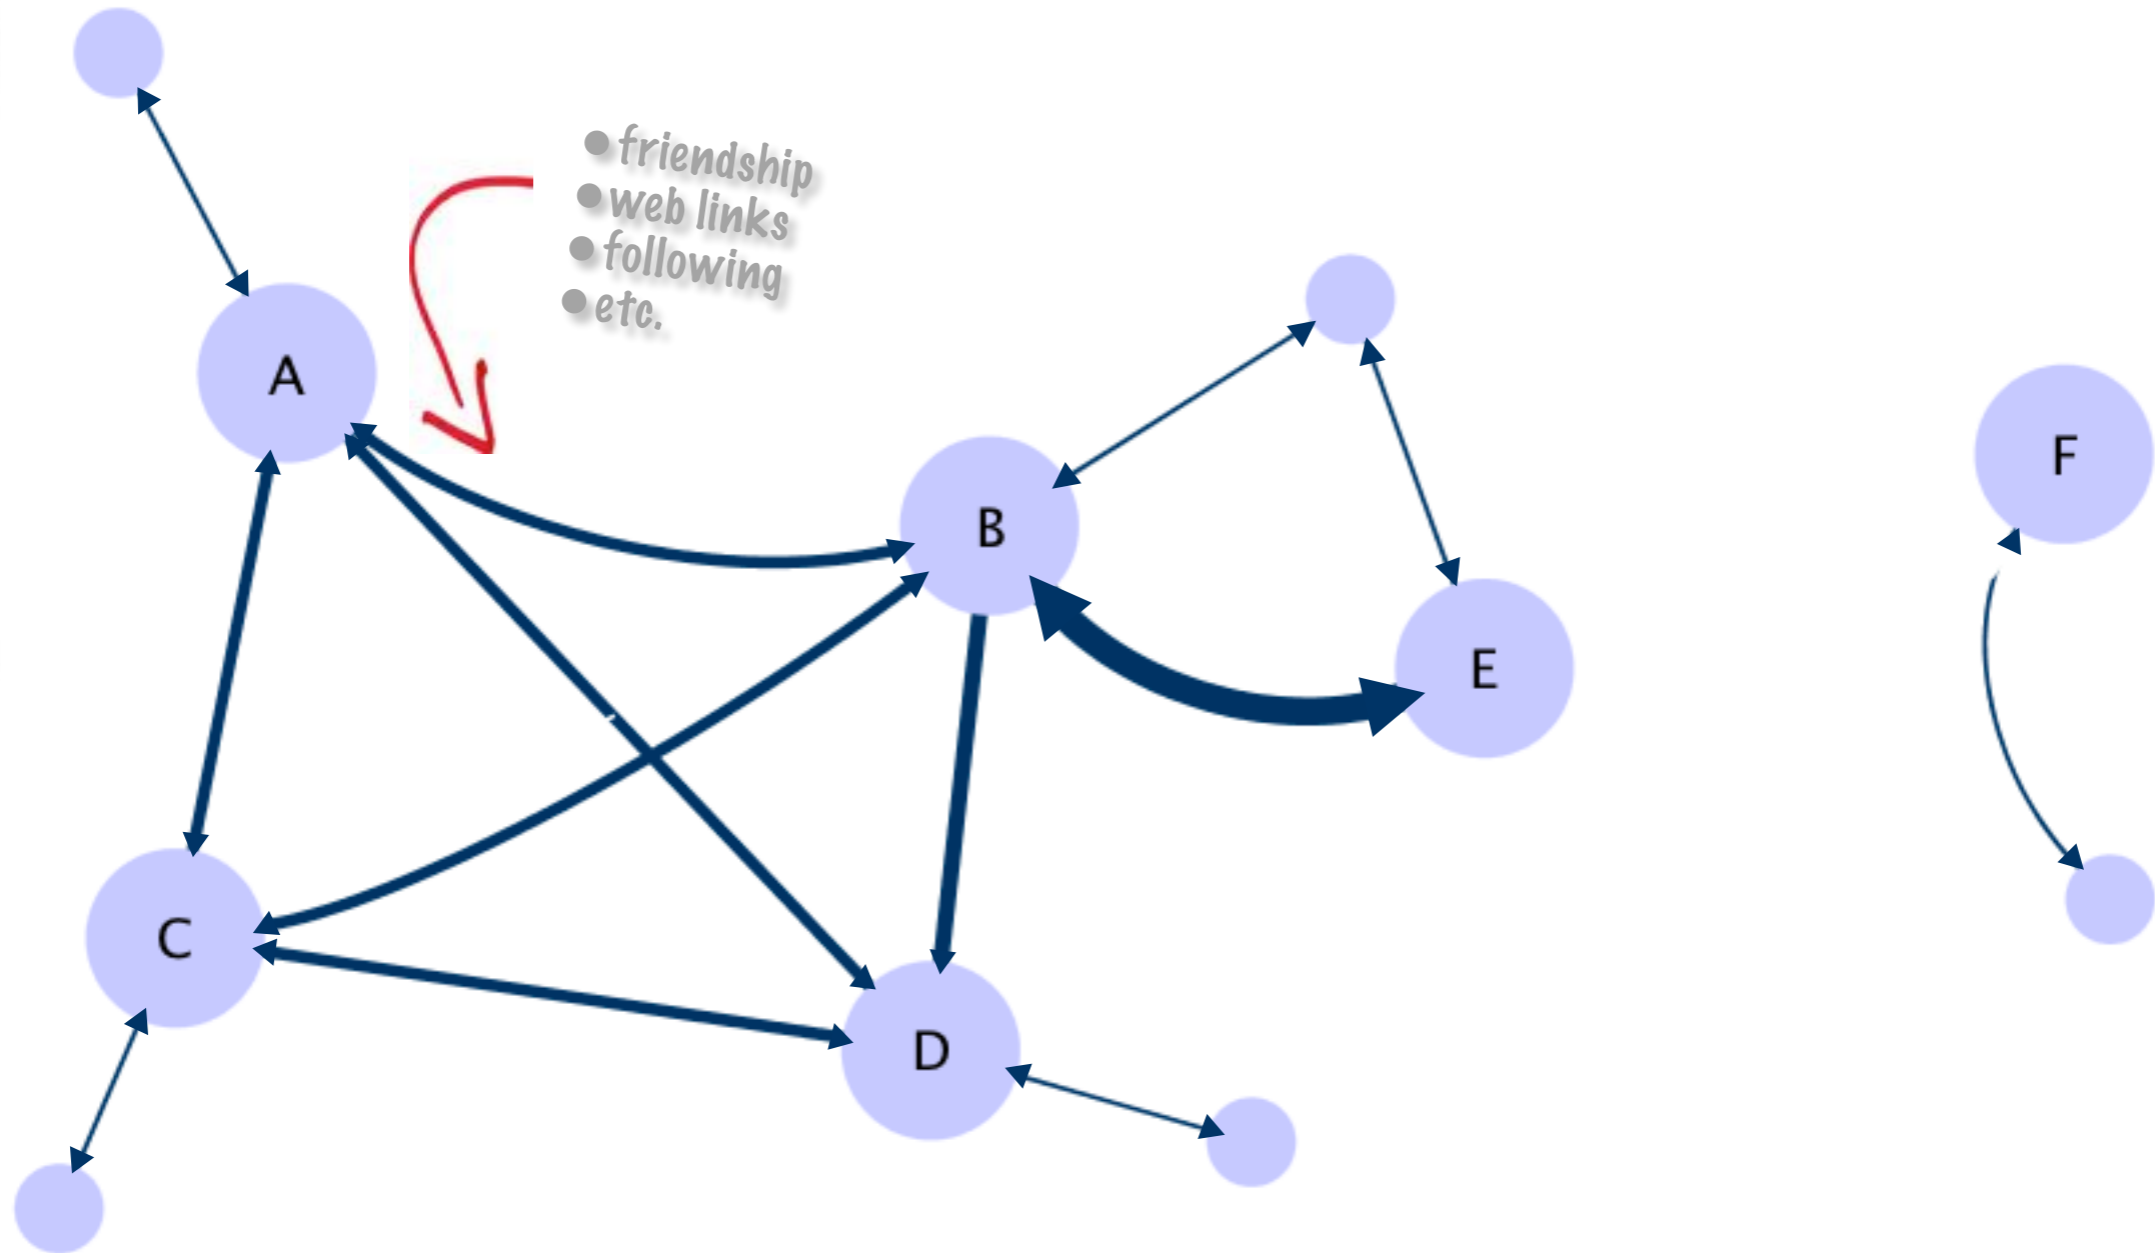 • friendship
• web links
• following
• etc.
A
B
F
E
C
D